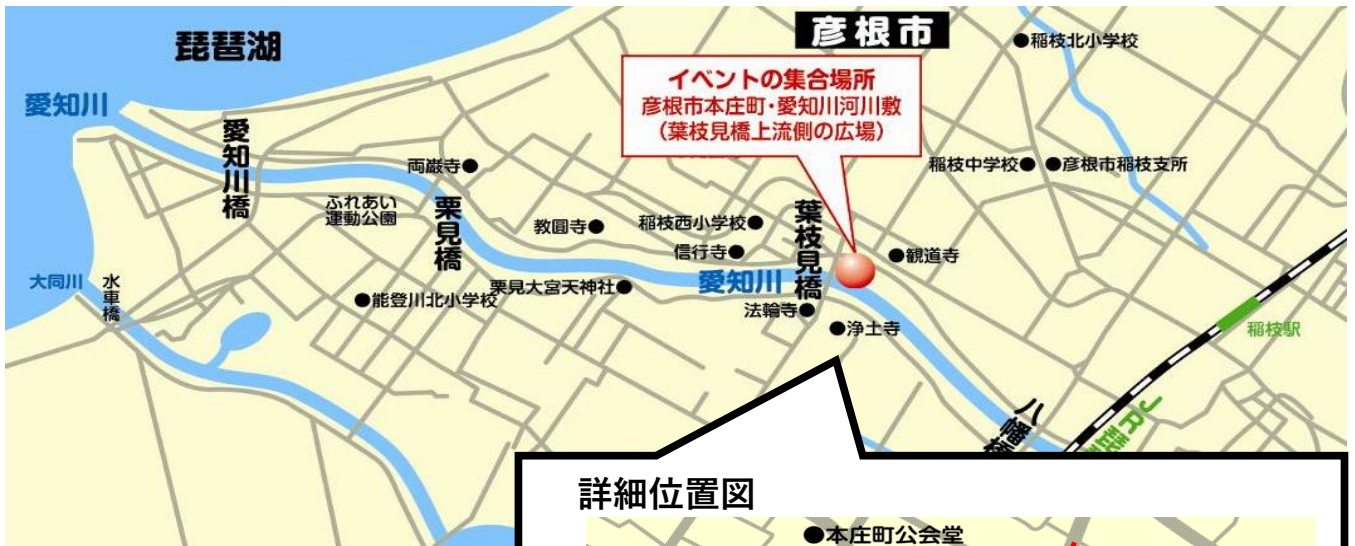 琵琶湖
彦根市
稲枝北小学校
愛知川
イベントの集合場所
彦根市本庄町・愛知川河川敷
(葉枝見橋上流側の広場)
愛知川橋
両巌寺
稲枝中学校
彦根市稲枝支所
ふれあい
運動公園
栗見橋
教圓寺
稲枝西小学校
葉枝見橋
信行寺
観道寺
大同川
水車橋
能登川北小学校
栗見大宮天神社
愛知川
法輪寺
浄土寺
稲枝駅
八幡橋
JR琵
詳細位置図
本庄町公会堂